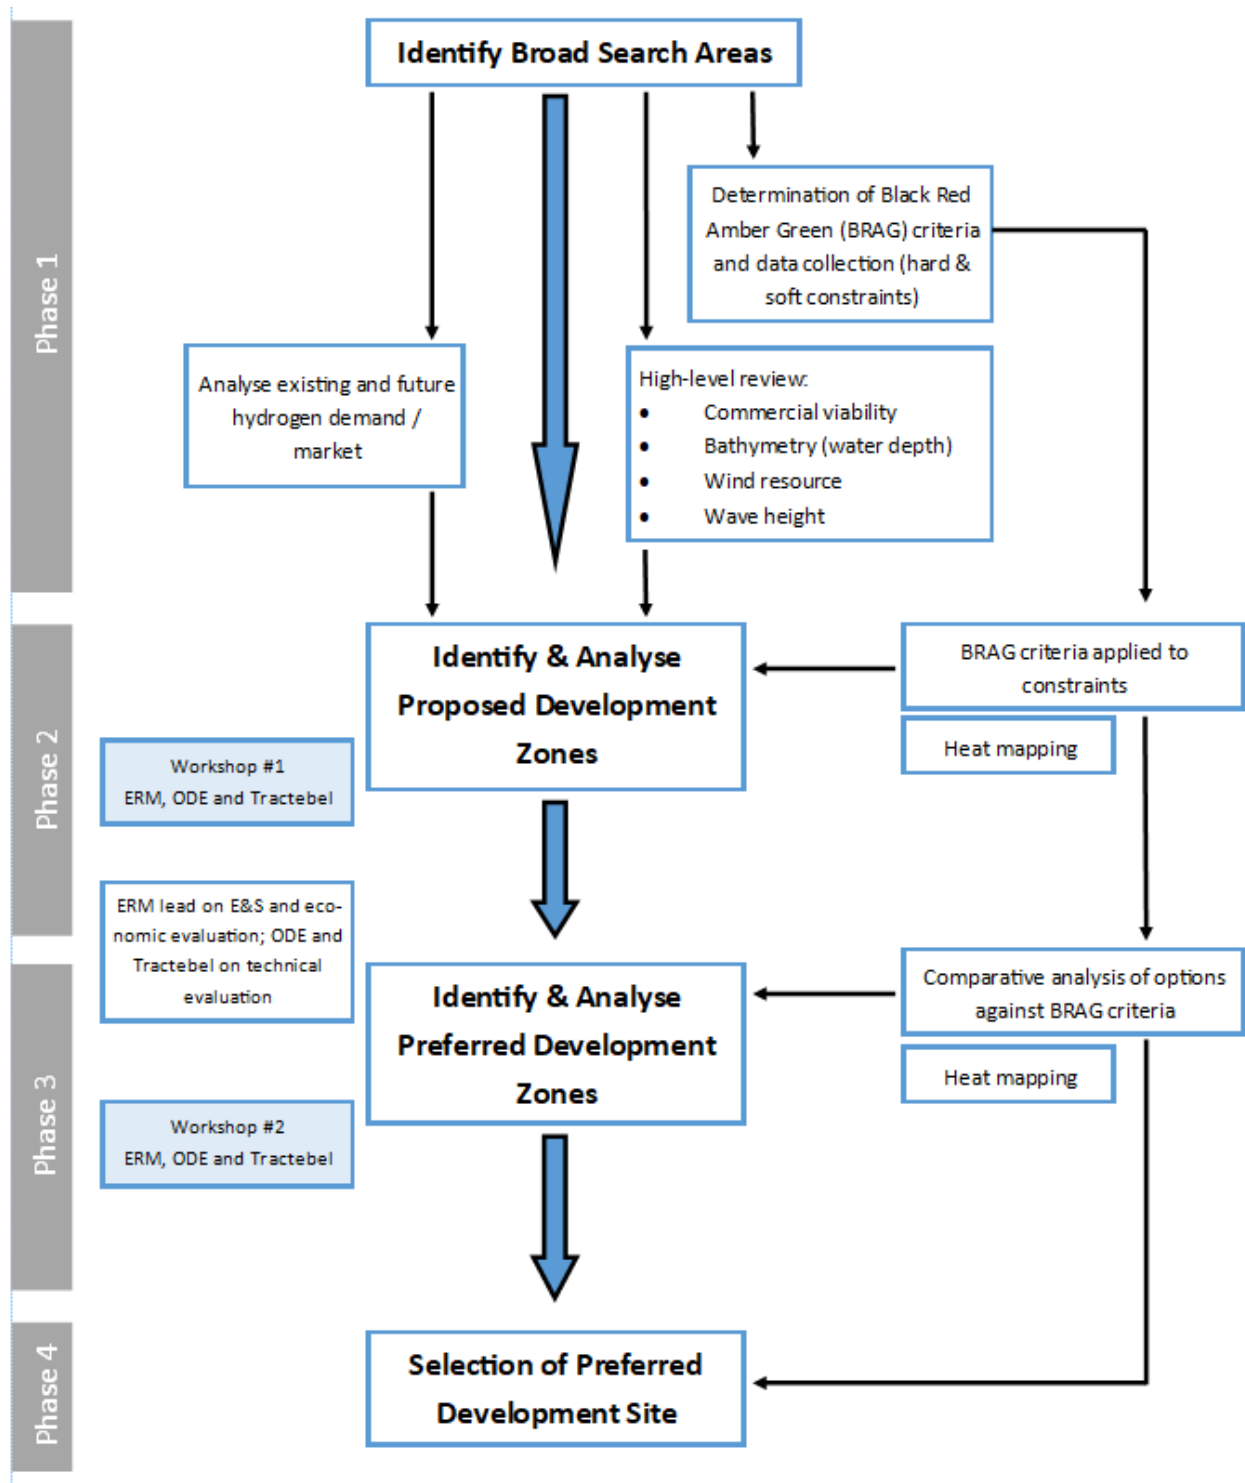 Identify Broad Search Areas
Phase 1
Determination of Black Red
Amber Green (BRAG) criteria
and data collection (hard &
soft constraints)
Analyse existing and future
hydrogen demand /
market
High-level review:
• Commercial viability
• Bathymetry (water depth)
• Wind resource
• Wave height
Phase 2
Identify & Analyse
Proposed Development
Zones
BRAG criteria applied to
constraints
Heat mapping
Workshop #1
ERM, ODE and Tractebel
ERM lead on E&S and eco-
nomic evaluation; ODE and
Tractebel on technical
evaluation
Phase 3
Identify & Analyse
Preferred Development
Zones
Comparative analysis of options
against BRAG criteria
Heat mapping
Workshop #2
ERM, ODE and Tractebel
Phase 4
Selection of Preferred
Development Site